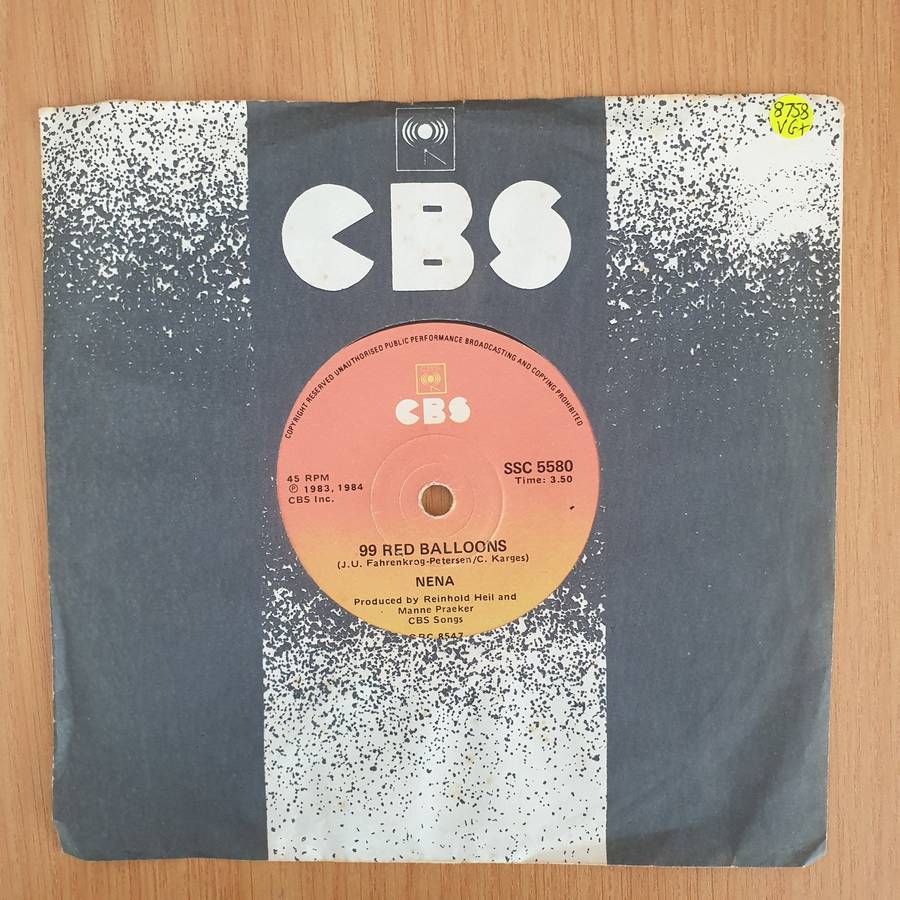 8758
VG+
CBS
COPYRIGHT RESERVED UNAUTHORISED PUBLIC PERFORMANCE BROADCASTING AND COPYING PROHIBITED
CBS
45 RPM
℗ 1983, 1984
CBS Inc.
SSC 5580
Time: 3.50
99 RED BALLOONS
(J.U. Fahrenkrog-Petersen/C. Karges)
NENA
Produced by Reinhold Heil and
Manne Praeker
CBS Songs
8547